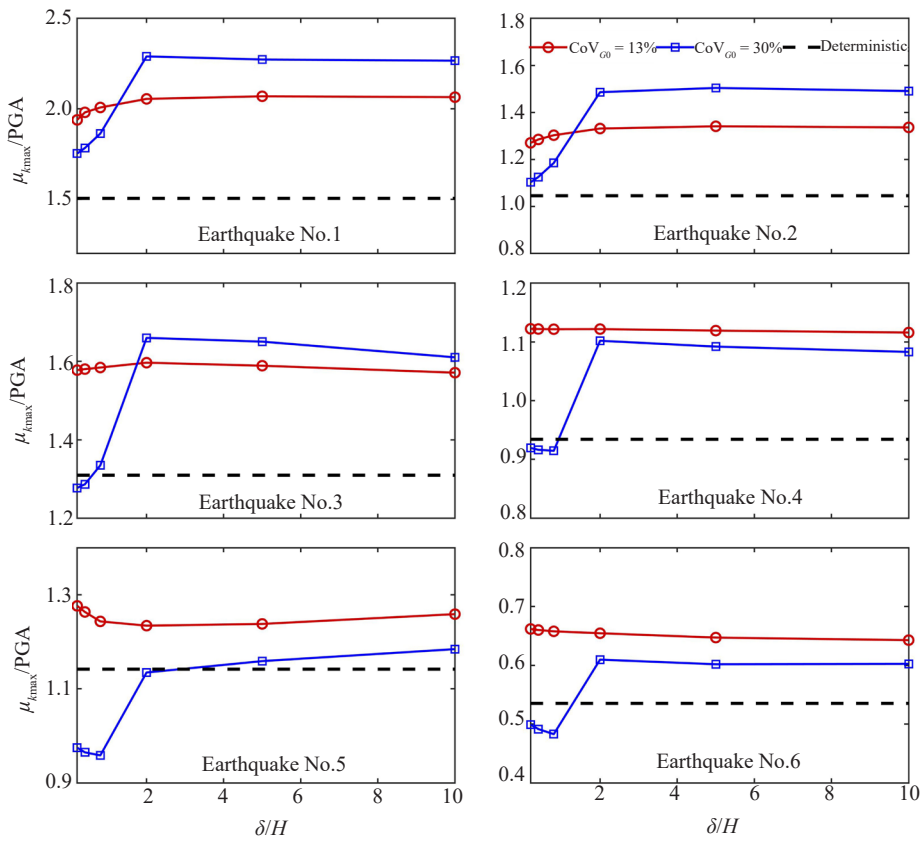 2.5
2.0
1.5
μkmax/PGA
Earthquake No.1
1.8
1.6
1.4
1.2
1.0
0.8
CoVG0 = 13% CoVG0 = 30% Deterministic
Earthquake No.2
1.8
1.6
1.4
1.2
μkmax/PGA
Earthquake No.3
1.2
1.1
1.0
0.9
0.8
Earthquake No.4
1.3
1.1
0.9
μkmax/PGA
Earthquake No.5
2 4 6 8 10
δ/H
0.8
0.7
0.6
0.5
0.4
Earthquake No.6
2 4 6 8 10
δ/H